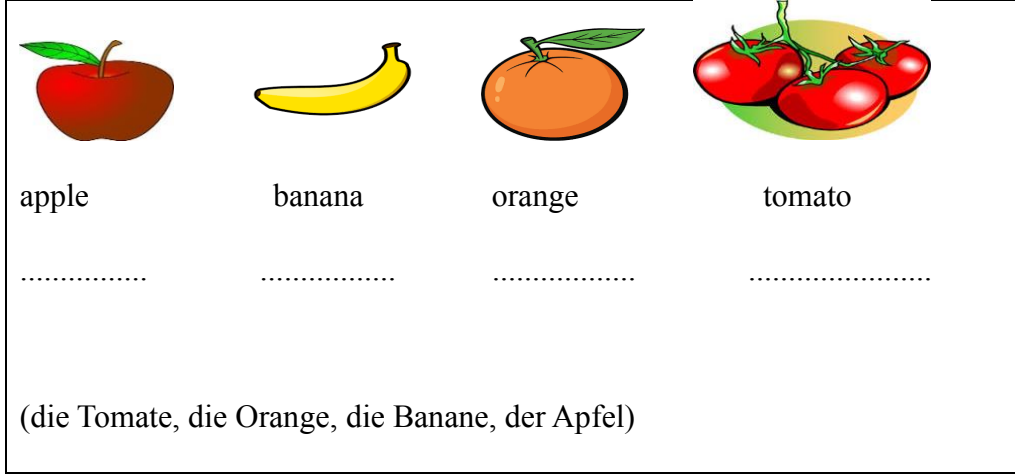 apple banana orange tomato
................ ................. .................. .......................
(die Tomate, die Orange, die Banane, der Apfel)